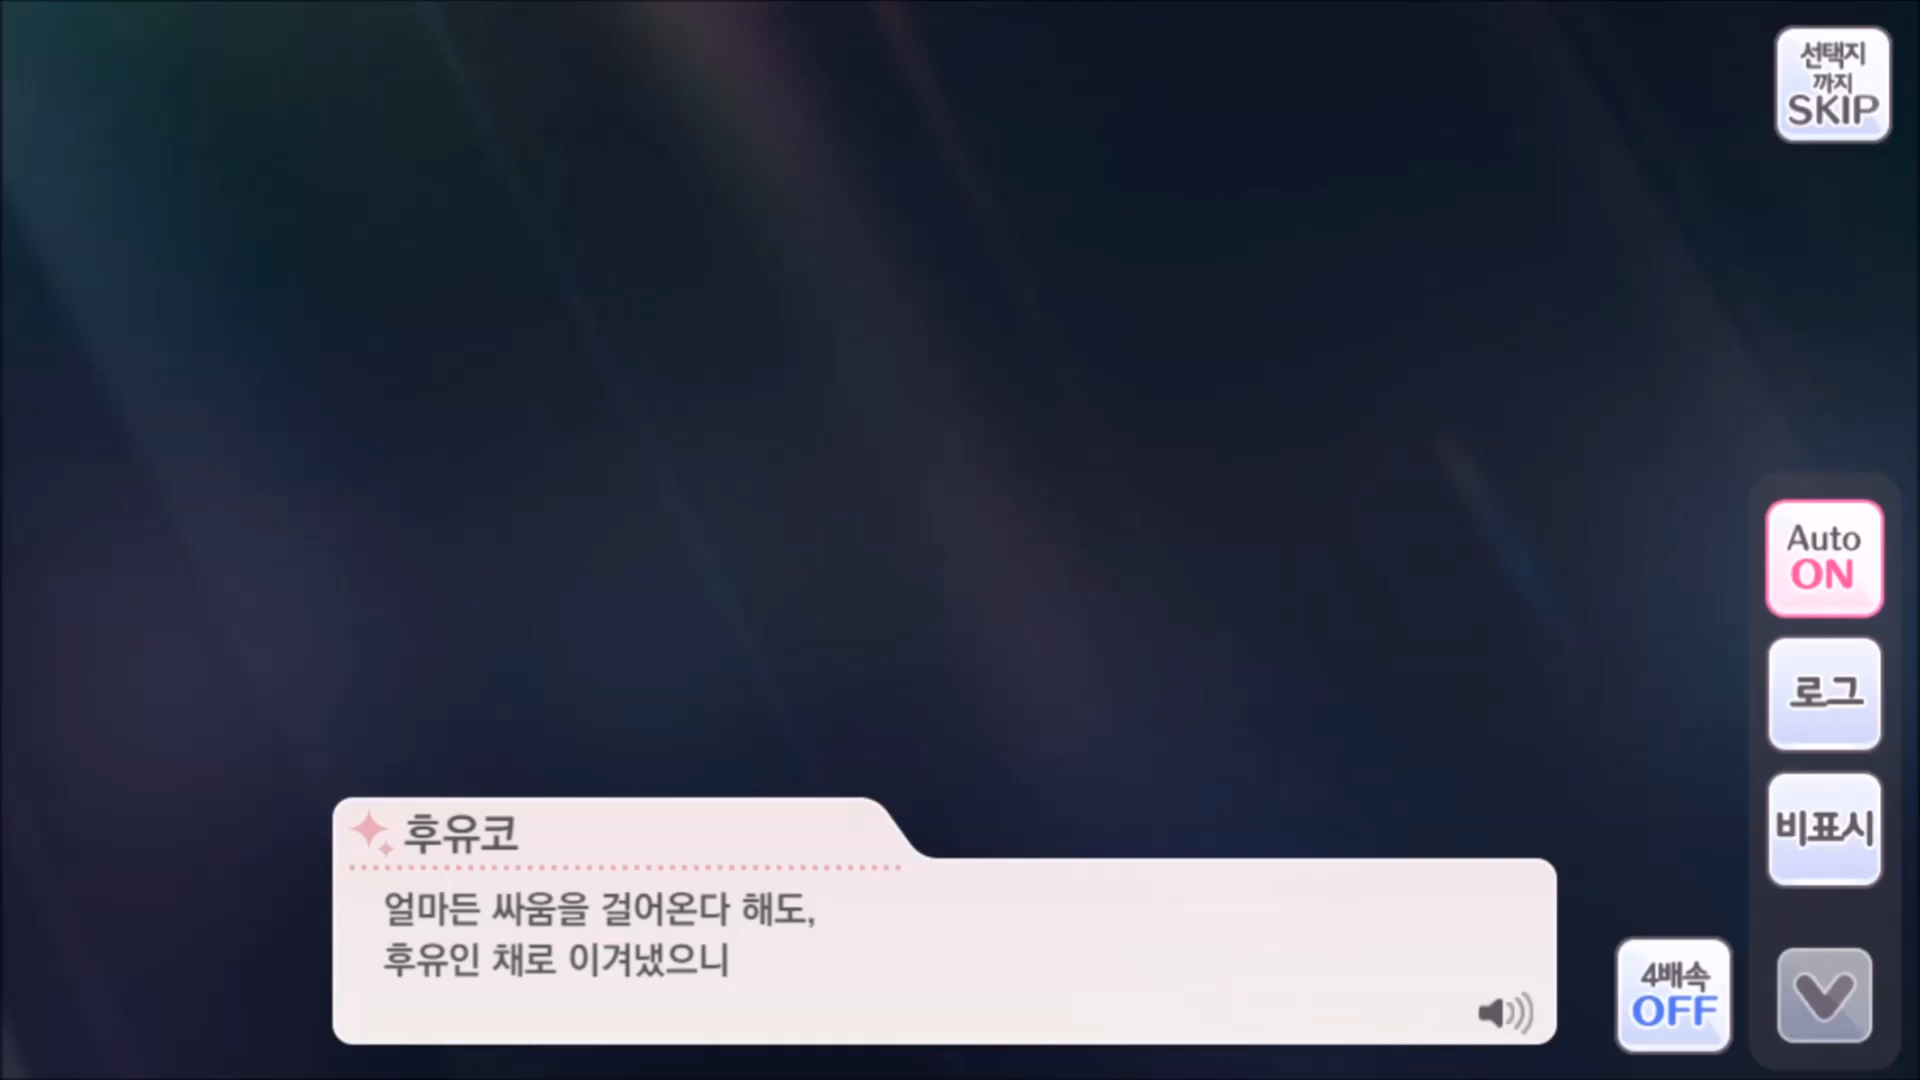 선택지
까지
SKIP
Auto
ON
로그
비표시
후유코
얼마든 싸움을 걸어온다 해도,
후유인 채로 이겨냈으니
4배속
OFF